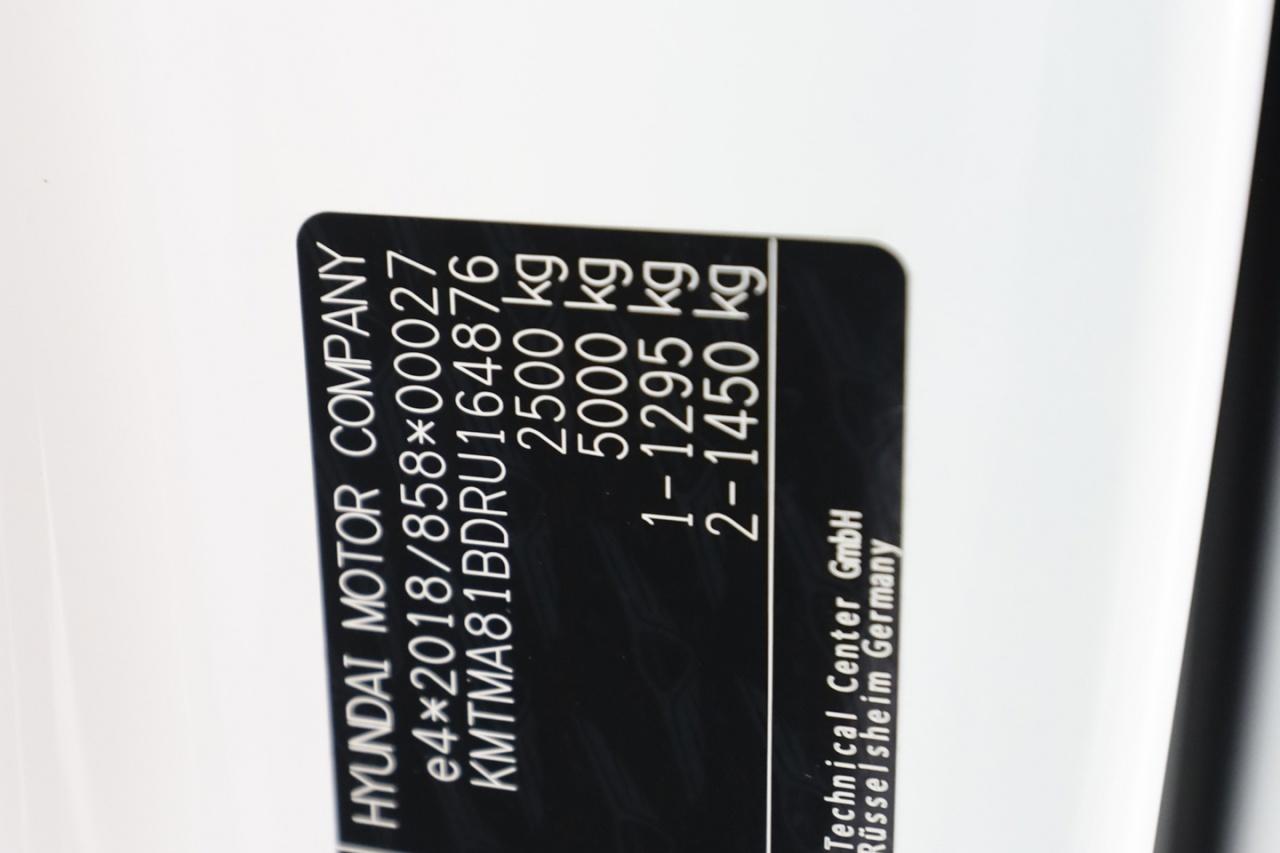 HYUNDAI MOTOR COMPANY
e4*2018/858*00027
KMTMA81BDRU164876
2500 kg
5000 kg
1-1295 kg
2-1450 kg
Technical Center GmbH
Rüsselsheim Germany